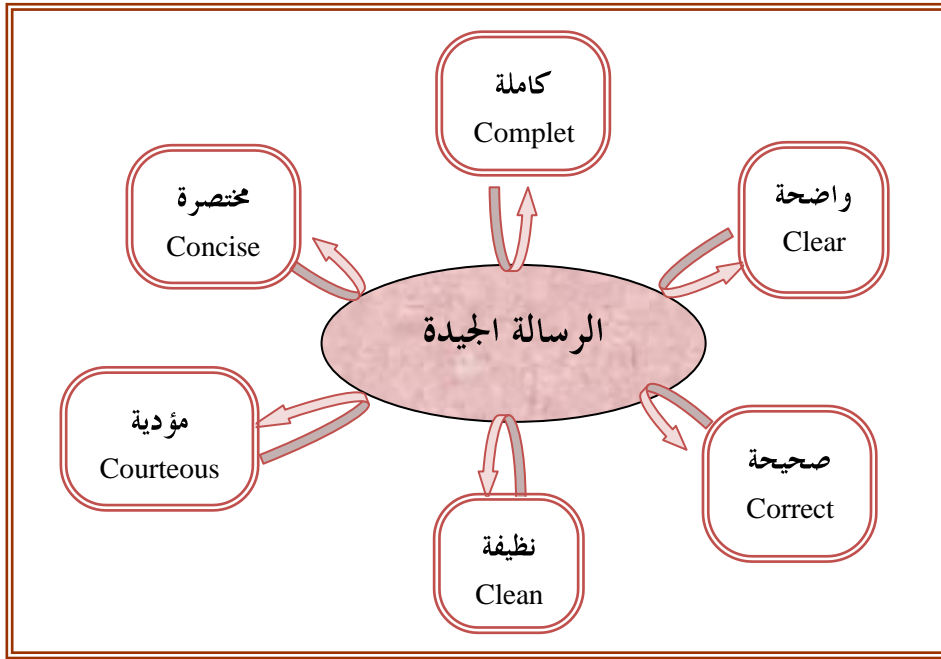 كاملة
Complet
واضحة
Clear
مختصرة
Concise
الرسالة الجيدة
مؤدية
Courteous
صحيحة
Correct
نظيفة
Clean